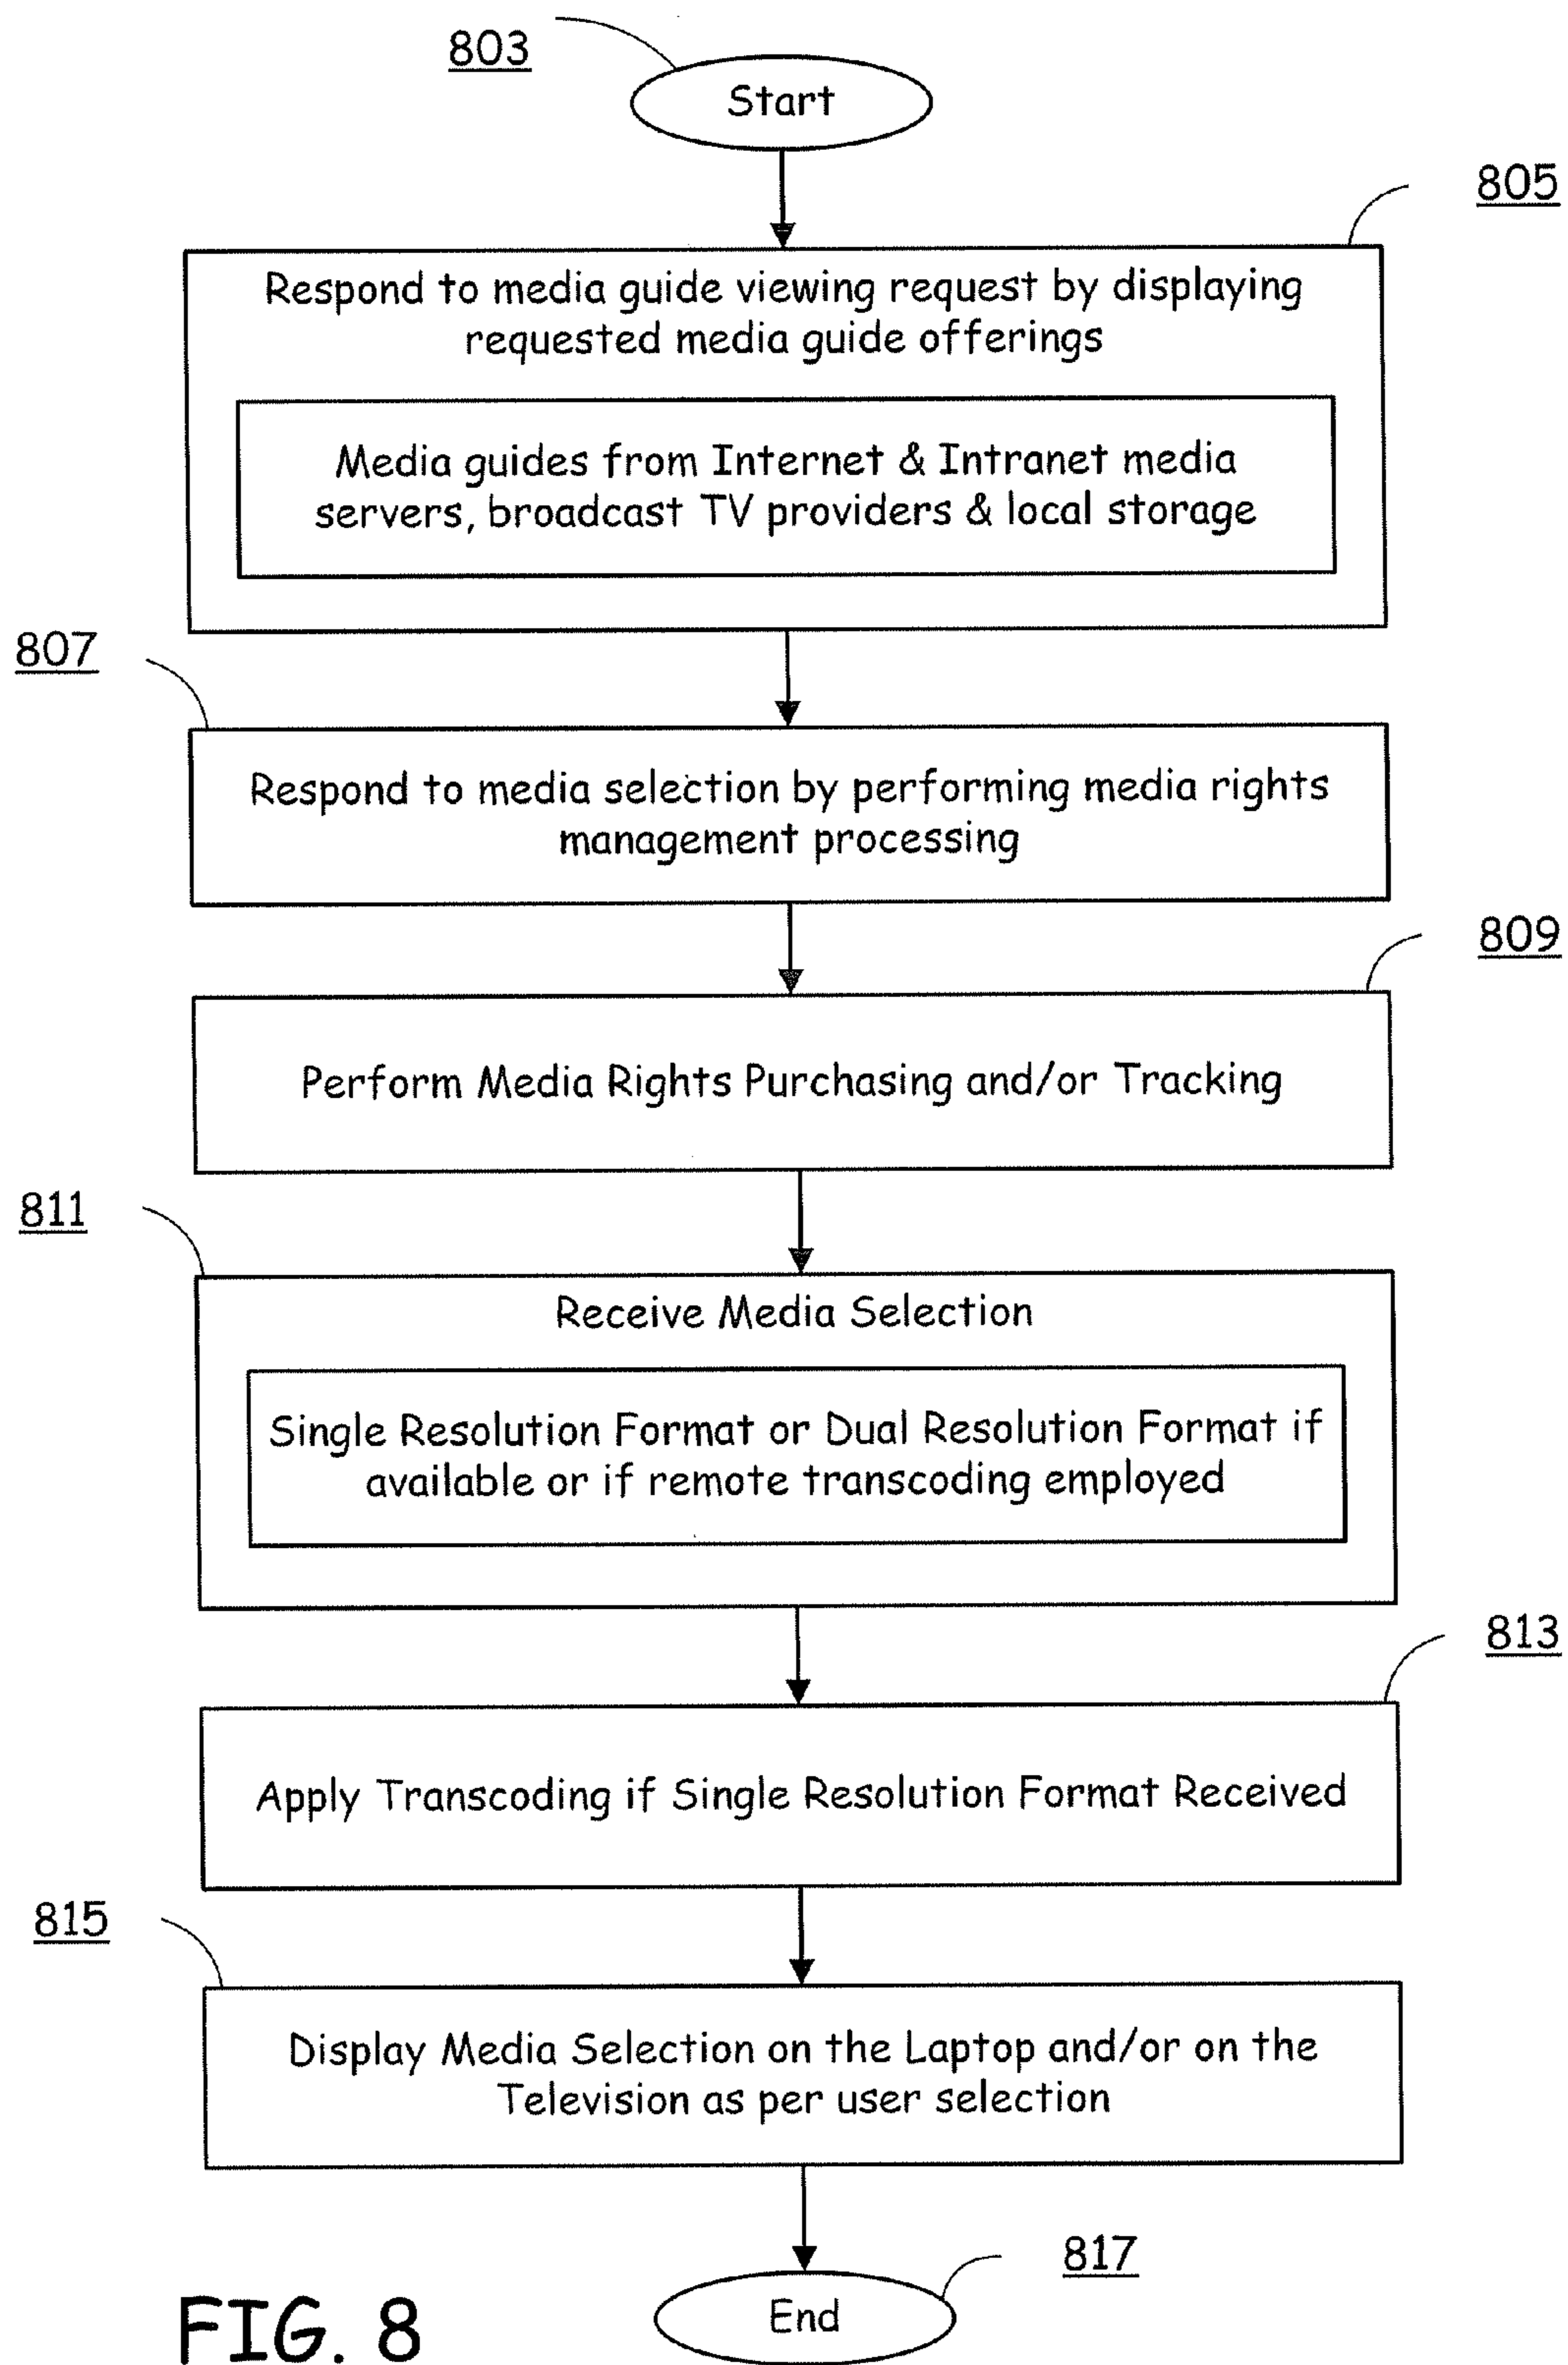 803
Start
805
Respond to media guide viewing request by displaying
requested media guide offerings
Media guides from Internet & Intranet media
servers, broadcast TV providers & local storage
807
Respond to media selection by performing media rights
management processing
809
Perform Media Rights Purchasing and/or Tracking
811
Receive Media Selection
Single Resolution Format or Dual Resolution Format if
available or if remote transcoding employed
813
Apply Transcoding if Single Resolution Format Received
815
Display Media Selection on the Laptop and/or on the
Television as per user selection
817
End
FIG. 8